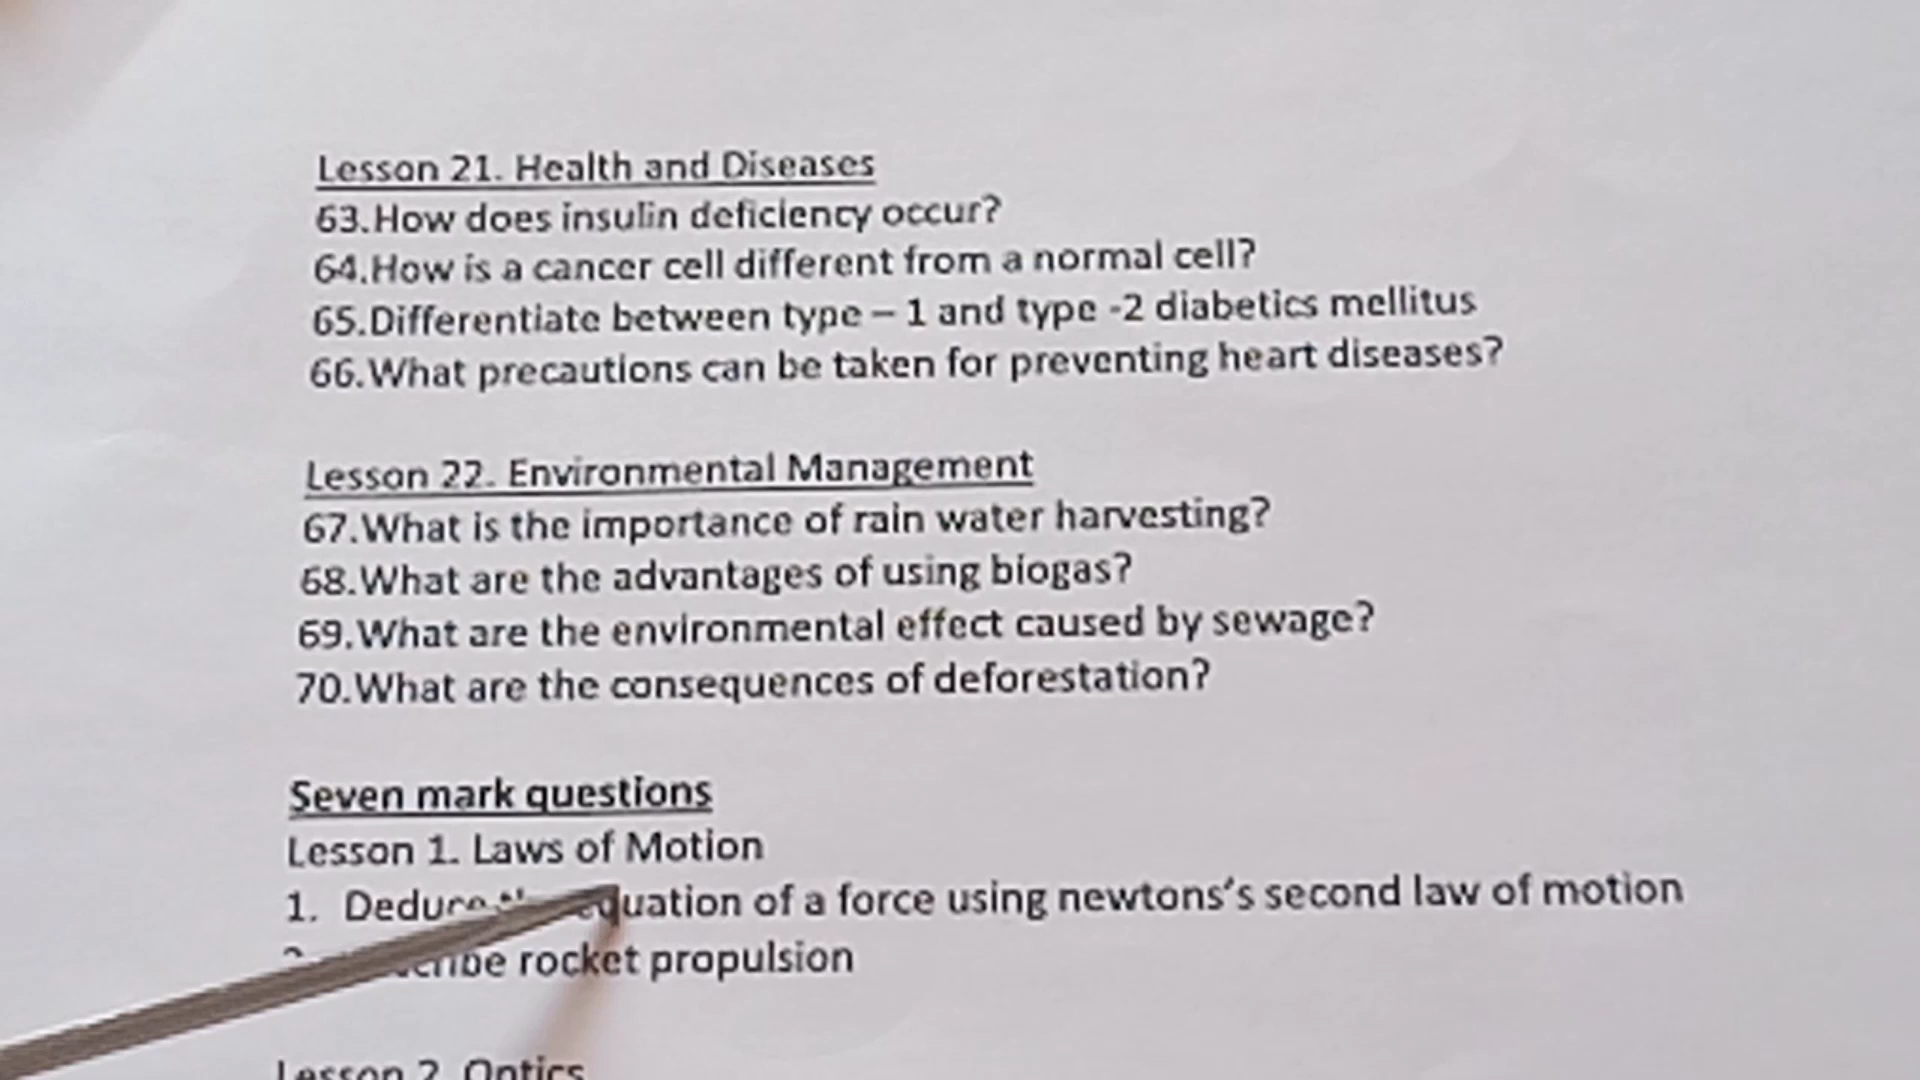 Lesson 21. Health and Diseases
63.How does insulin deficiency occur?
64.How is a cancer cell different from a normal cell?
65.Differentiate between type – 1 and type -2 diabetics mellitus
66.What precautions can be taken for preventing heart diseases?
Lesson 22. Environmental Management
67.What is the importance of rain water harvesting?
68.What are the advantages of using biogas?
69.What are the environmental effect caused by sewage?
70.What are the consequences of deforestation?
Seven mark questions
Lesson 1. Laws of Motion
1. Deduce equation of a force using newtons's second law of motion
rocket propulsion
Lesson 2. Optics